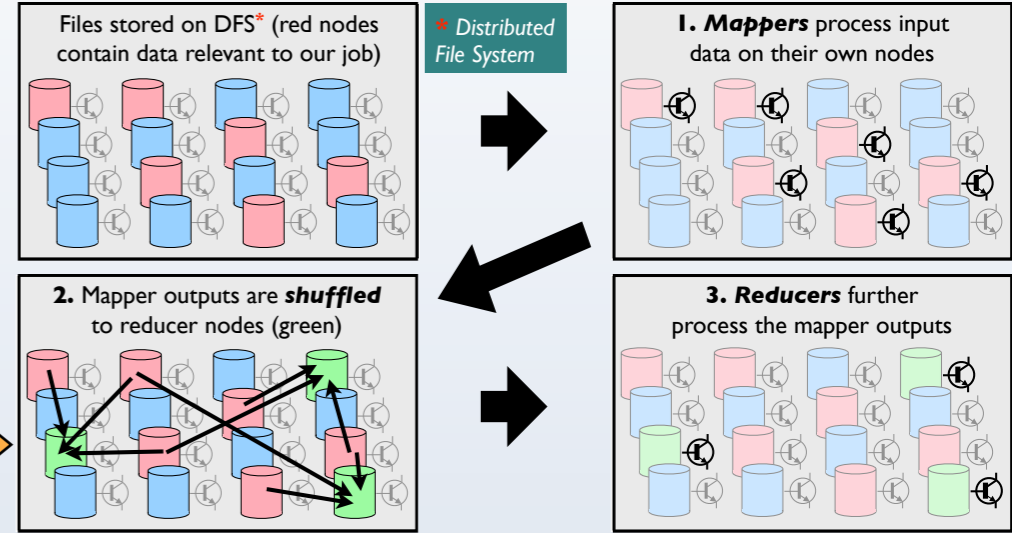 Files stored on DFS* (red nodes
contain data relevant to our job)
* Distributed
File System
1. Mappers process input
data on their own nodes
2. Mapper outputs are shuffled
to reducer nodes (green)
3. Reducers further
process the mapper outputs